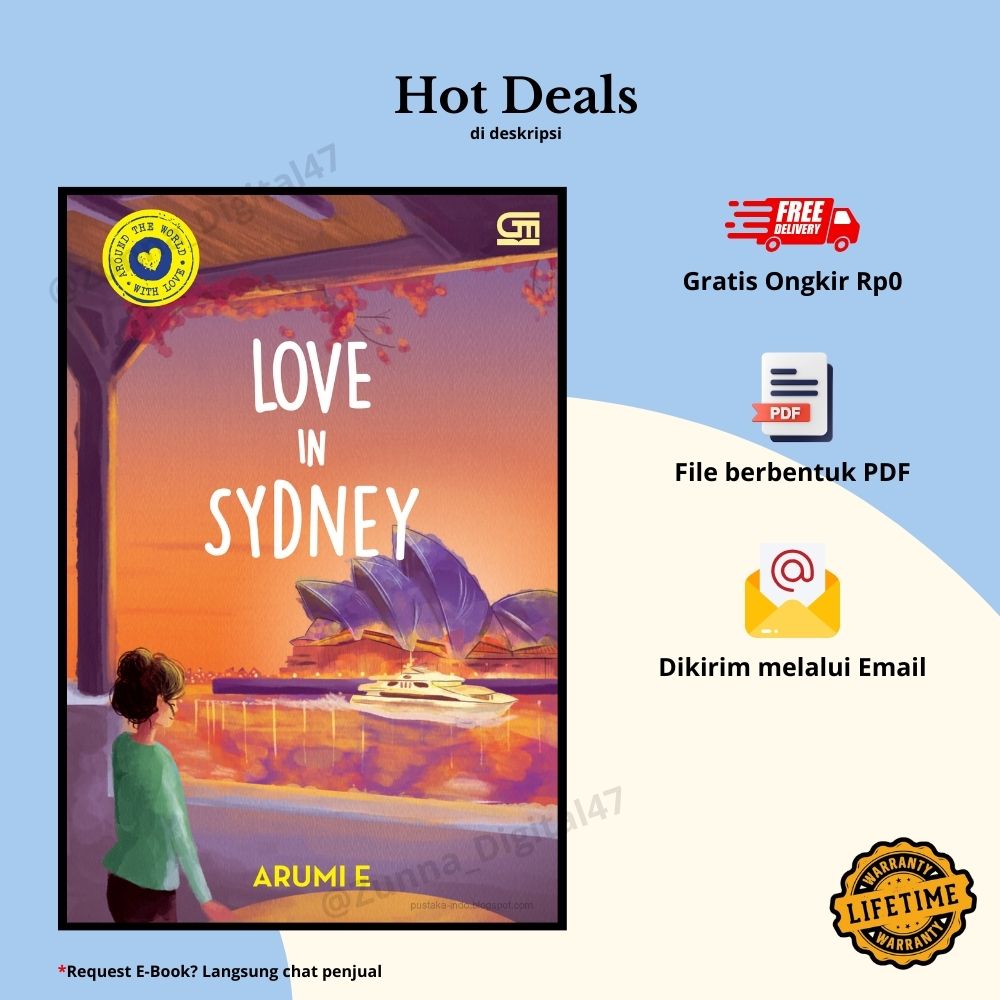 Hot Deals
di deskripsi
@Zunna_Digital47
AROUND THE WORLD
WITH LOVE
GM
LOVE
IN
SYDNEY
ARUMI E
@Zunna_Digital47
pustaka-indo.blogspot.com
FREE
DELIVERY
Gratis Ongkir Rp0
PDF
File berbentuk PDF
@
Dikirim melalui Email
WARRANTY
LIFETIME
WARRANTY
*Request E-Book? Langsung chat penjual